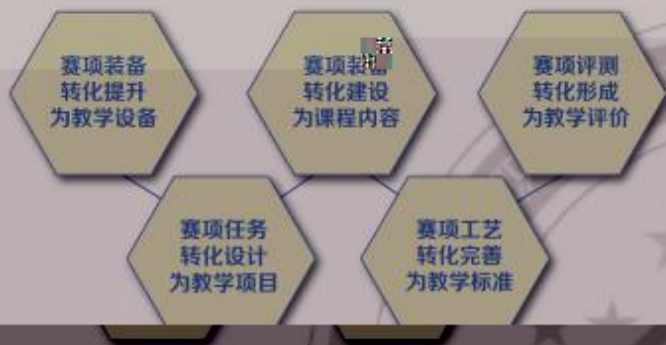 赛项装备
转化提升
为教学设备
赛项装备
转化建设
为课程内容
赛项评测
转化形成
为教学评价
赛项任务
转化设计
为教学项目
赛项工艺
转化完善
为教学标准